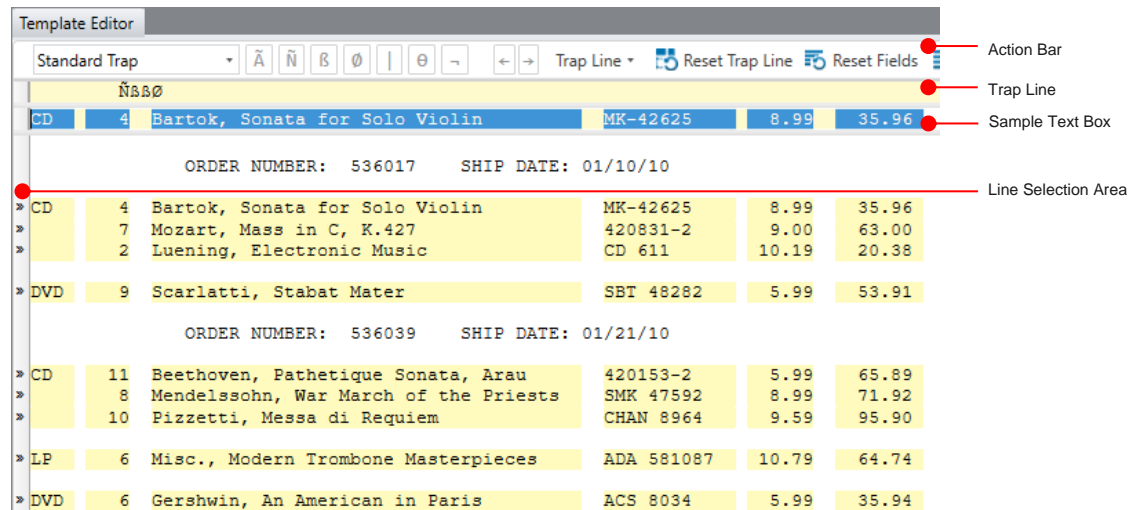 Template Editor
Standard Trap Ã Ñ ß Ø | Ɵ ¬ ← → Trap Line Reset Trap Line Reset Fields
Action Bar
ÑßßØ
Trap Line
CD 4 Bartok, Sonata for Solo Violin MK-42625 8.99 35.96
Sample Text Box
ORDER NUMBER: 536017 SHIP DATE: 01/10/10
Line Selection Area
» CD 4 Bartok, Sonata for Solo Violin MK-42625 8.99 35.96
» 7 Mozart, Mass in C, K.427 420831-2 9.00 63.00
» 2 Luening, Electronic Music CD 611 10.19 20.38
» DVD 9 Scarlatti, Stabat Mater SBT 48282 5.99 53.91
ORDER NUMBER: 536039 SHIP DATE: 01/21/10
» CD 11 Beethoven, Pathetique Sonata, Arau 420153-2 5.99 65.89
» 8 Mendelssohn, War March of the Priests SMK 47592 8.99 71.92
» 10 Pizzetti, Messa di Requiem CHAN 8964 9.59 95.90
» LP 6 Misc., Modern Trombone Masterpieces ADA 581087 10.79 64.74
» DVD 6 Gershwin, An American in Paris ACS 8034 5.99 35.94